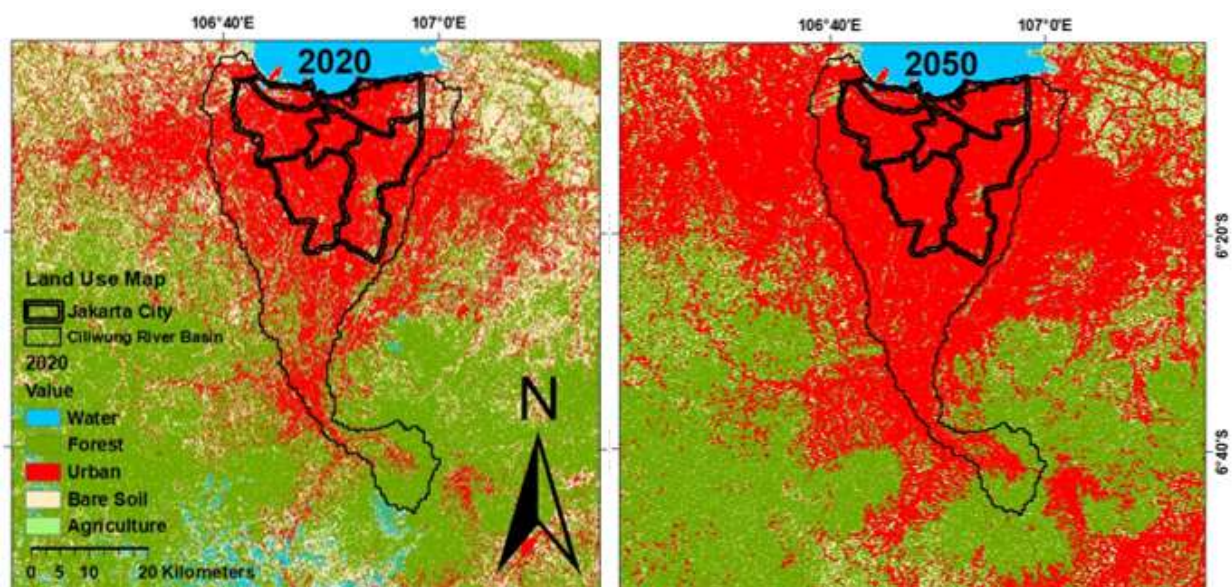 106°40'E
107°0'E
106°40'E
107°0'E
2020
2050
Land Use Map
Jakarta City
Ciliwung River Basin
2020
Value
Water
Forest
Urban
Bare Soil
Agriculture
0 5 10 20 Kilometers
N
6°20'S
6°40'S